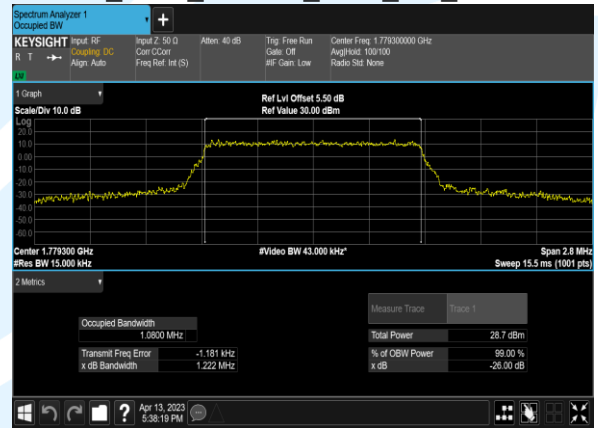 Spectrum Analyzer 1
Occupied BW
+
KEYSIGHT Input: RF Input Z: 50 Ω Atten: 40 dB Trig: Free Run Center Freq: 1.779300000 GHz
R T Coupling: DC Corr CCorr Gate: Off Avg|Hold: 100/100
Align: Auto Freq Ref: Int (S) #IF Gain: Low Radio Std: None
1 Graph
Ref Lvl Offset 5.50 dB
Scale/Div 10.0 dB Ref Value 30.00 dBm
Log
20.0
10.0
0.00
-10.0
-20.0
-30.0
-40.0
-50.0
-60.0
Center 1.779300 GHz #Video BW 43.000 kHz* Span 2.8 MHz
#Res BW 15.000 kHz Sweep 15.5 ms (1001 pts)
2 Metrics
Measure Trace Trace 1
Occupied Bandwidth
1.0800 MHz Total Power 28.7 dBm
Transmit Freq Error -1.181 kHz % of OBW Power 99.00 %
x dB Bandwidth 1.222 MHz x dB -26.00 dB
? Apr 13, 2023
5:38:19 PM